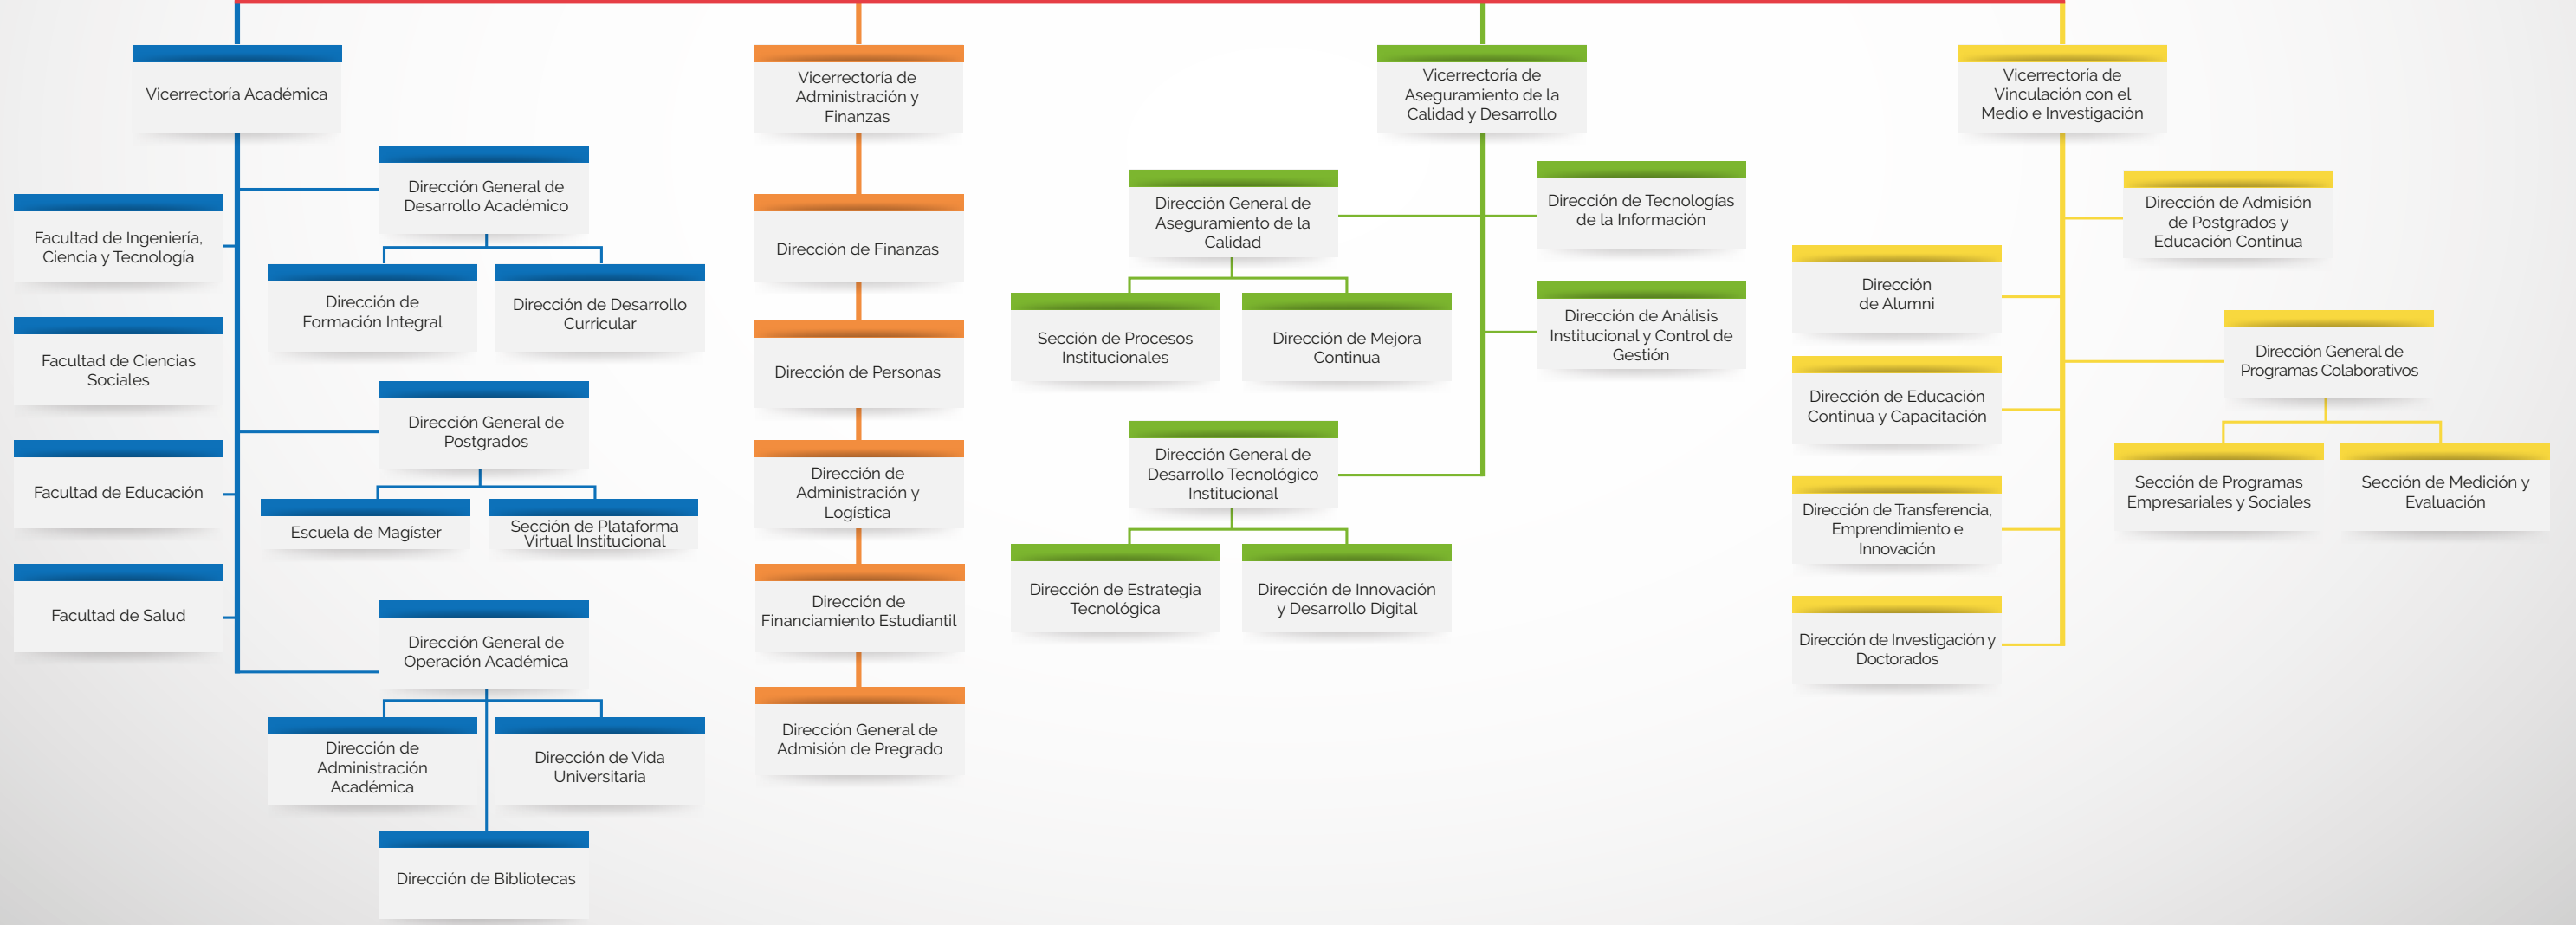 Vicerrectoría Académica
Facultad de Ingeniería,
Ciencia y Tecnología
Facultad de Ciencias
Sociales
Facultad de Educación
Facultad de Salud
Dirección General de
Desarrollo Académico
Dirección de
Formación Integral
Dirección de Desarrollo
Curricular
Dirección General de
Postgrados
Escuela de Magíster
Sección de Plataforma
Virtual Institucional
Dirección General de
Operación Académica
Dirección de
Administración
Académica
Dirección de Vida
Universitaria
Dirección de Bibliotecas
Vicerrectoría de
Administración y
Finanzas
Dirección de Finanzas
Dirección de Personas
Dirección de
Administración y
Logística
Dirección de
Financiamiento Estudiantil
Dirección General de
Admisión de Pregrado
Vicerrectoría de
Aseguramiento de la
Calidad y Desarrollo
Dirección General de
Aseguramiento de la
Calidad
Dirección de Tecnologías
de la Información
Sección de Procesos
Institucionales
Dirección de Mejora
Continua
Dirección de Análisis
Institucional y Control de
Gestión
Dirección General de
Desarrollo Tecnológico
Institucional
Dirección de Estrategia
Tecnológica
Dirección de Innovación
y Desarrollo Digital
Vicerrectoría de
Vinculación con el
Medio e Investigación
Dirección de Admisión
de Postgrados y
Educación Continua
Dirección
de Alumni
Dirección de Educación
Continua y Capacitación
Dirección de Transferencia,
Emprendimiento e
Innovación
Dirección de Investigación y
Doctorados
Dirección General de
Programas Colaborativos
Sección de Programas
Empresariales y Sociales
Sección de Medición y
Evaluación